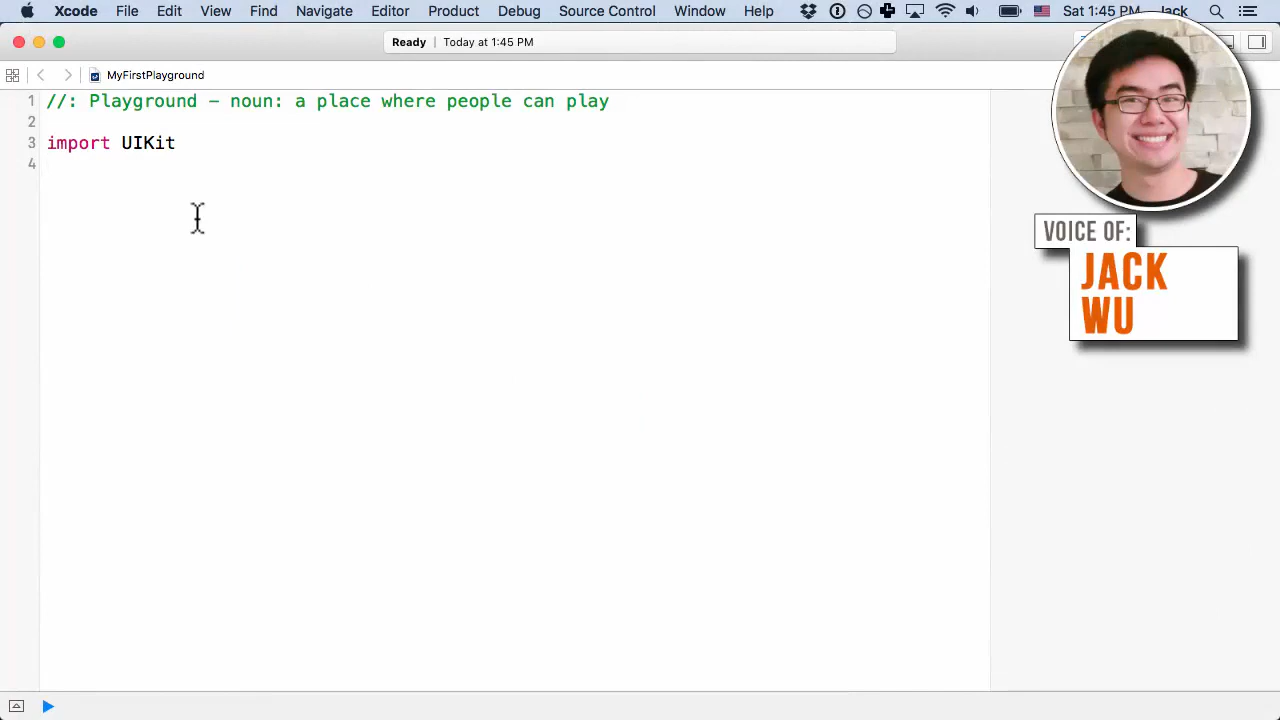 Xcode File Edit View Find Navigate Editor Product Debug Source Control Window Help Sat 1:45 PM Jack
Ready | Today at 1:45 PM
MyFirstPlayground
1 //: Playground - noun: a place where people can play
2
3 import UIKit
4
VOICE OF:
JACK
WU